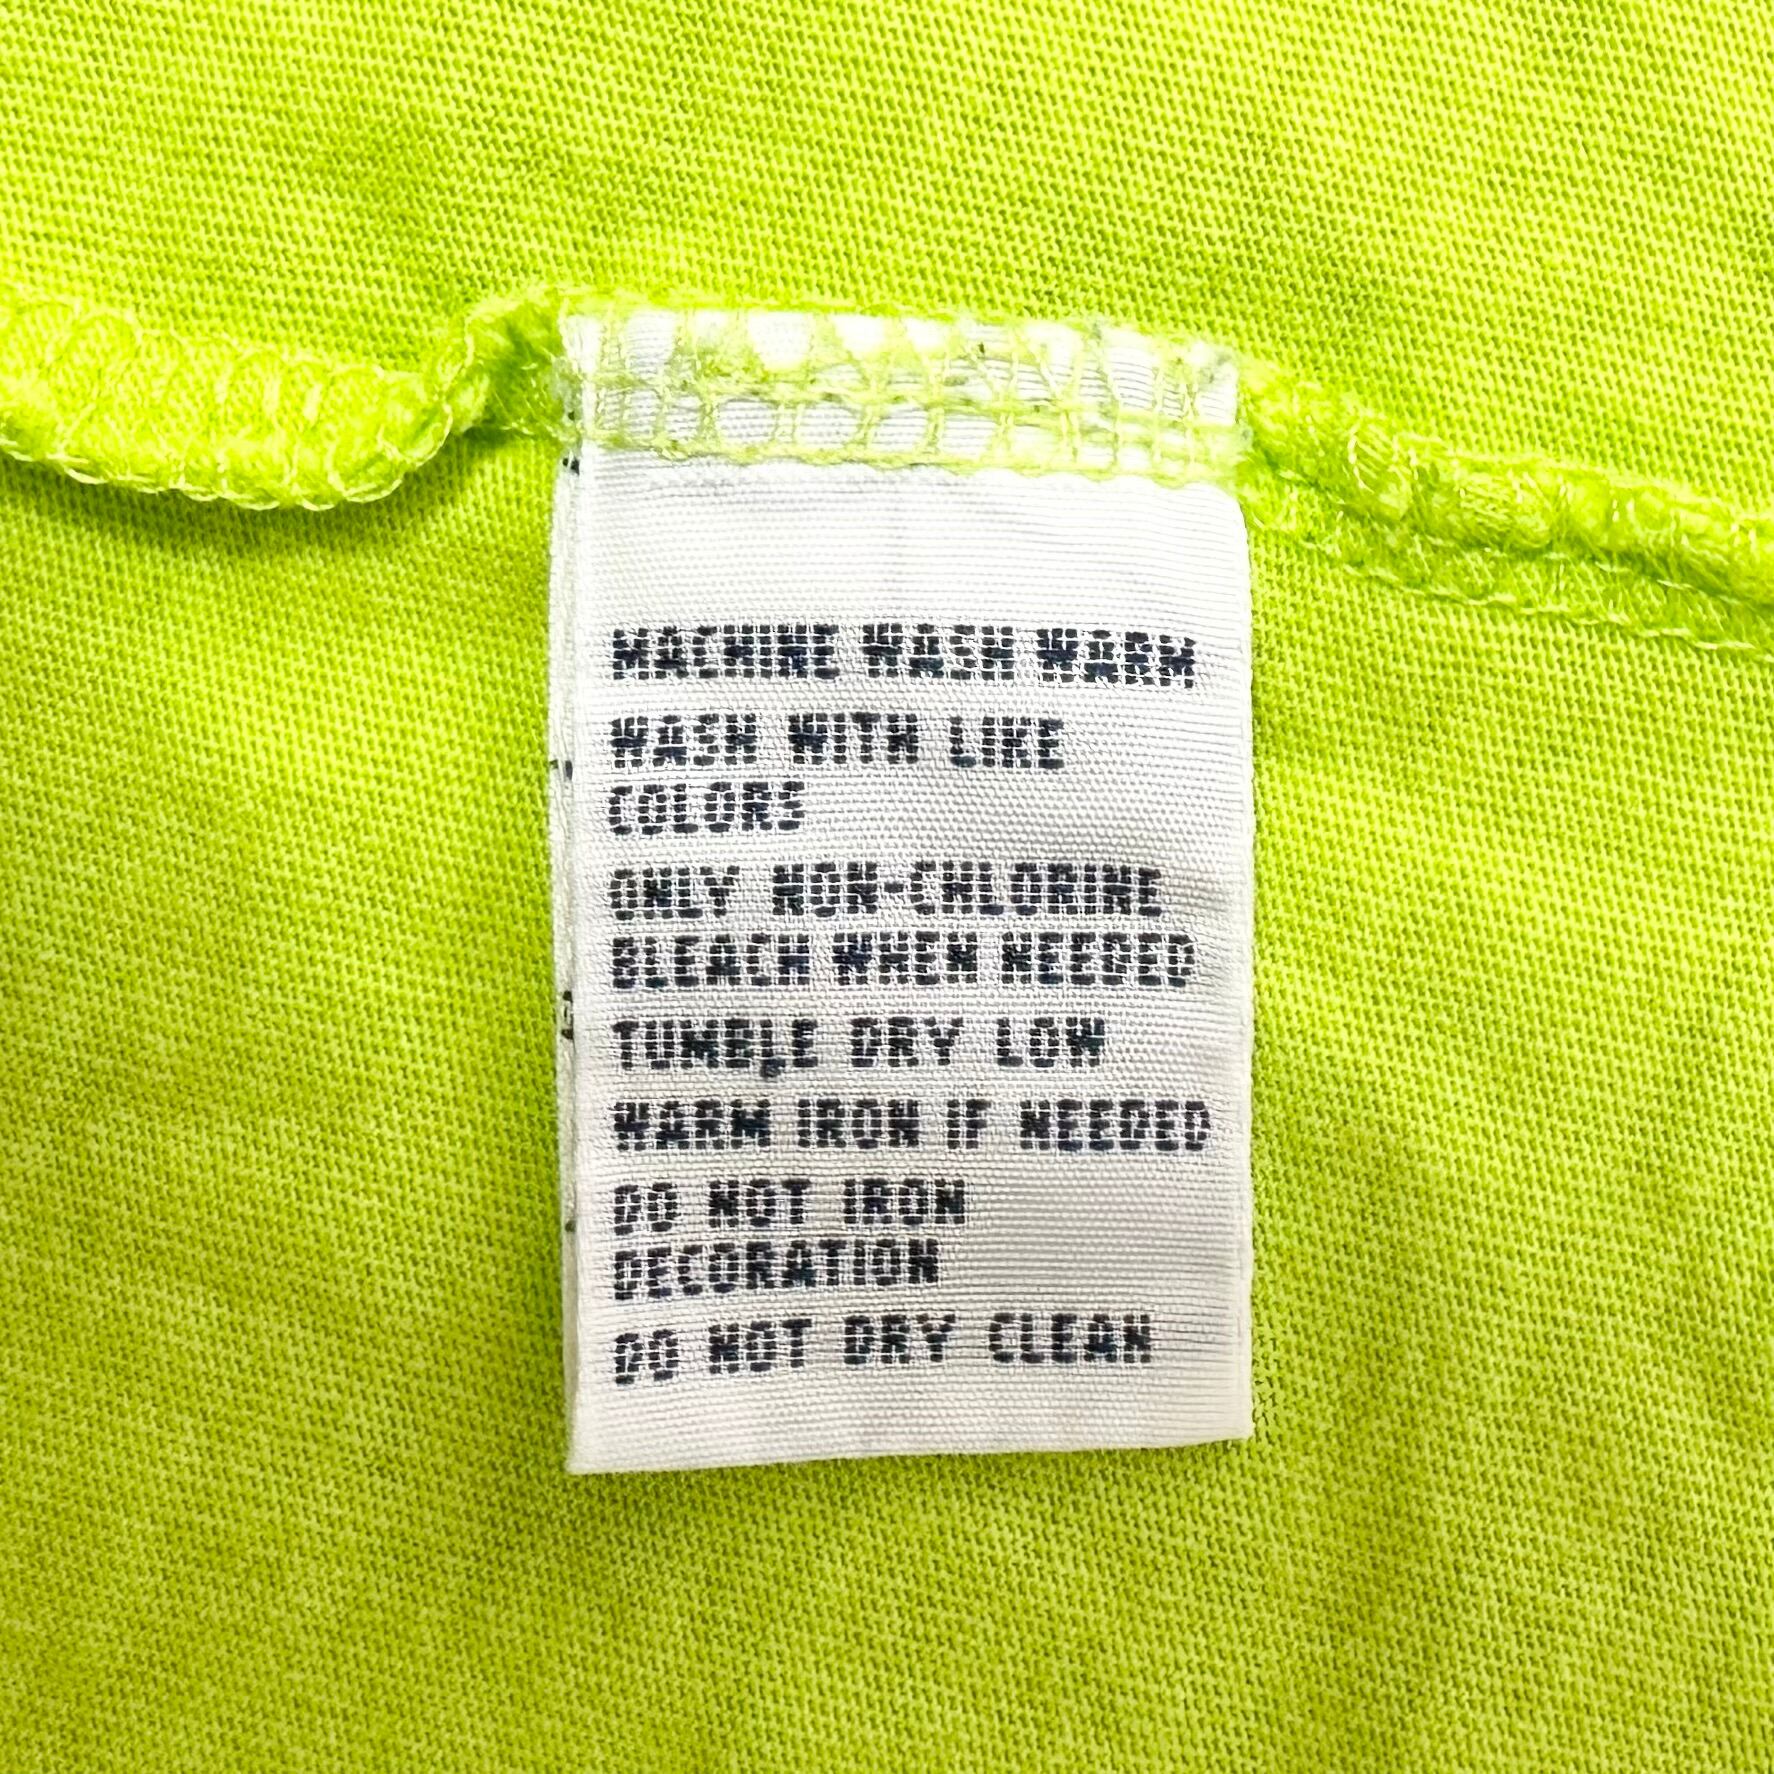 MACHINE WASH WARM
WASH WITH LIKE
COLORS
ONLY NON-CHLORINE
BLEACH WHEN NEEDED
TUMBLE DRY LOW
WARM IRON IF NEEDED
DO NOT IRON
DECORATION
DO NOT DRY CLEAN